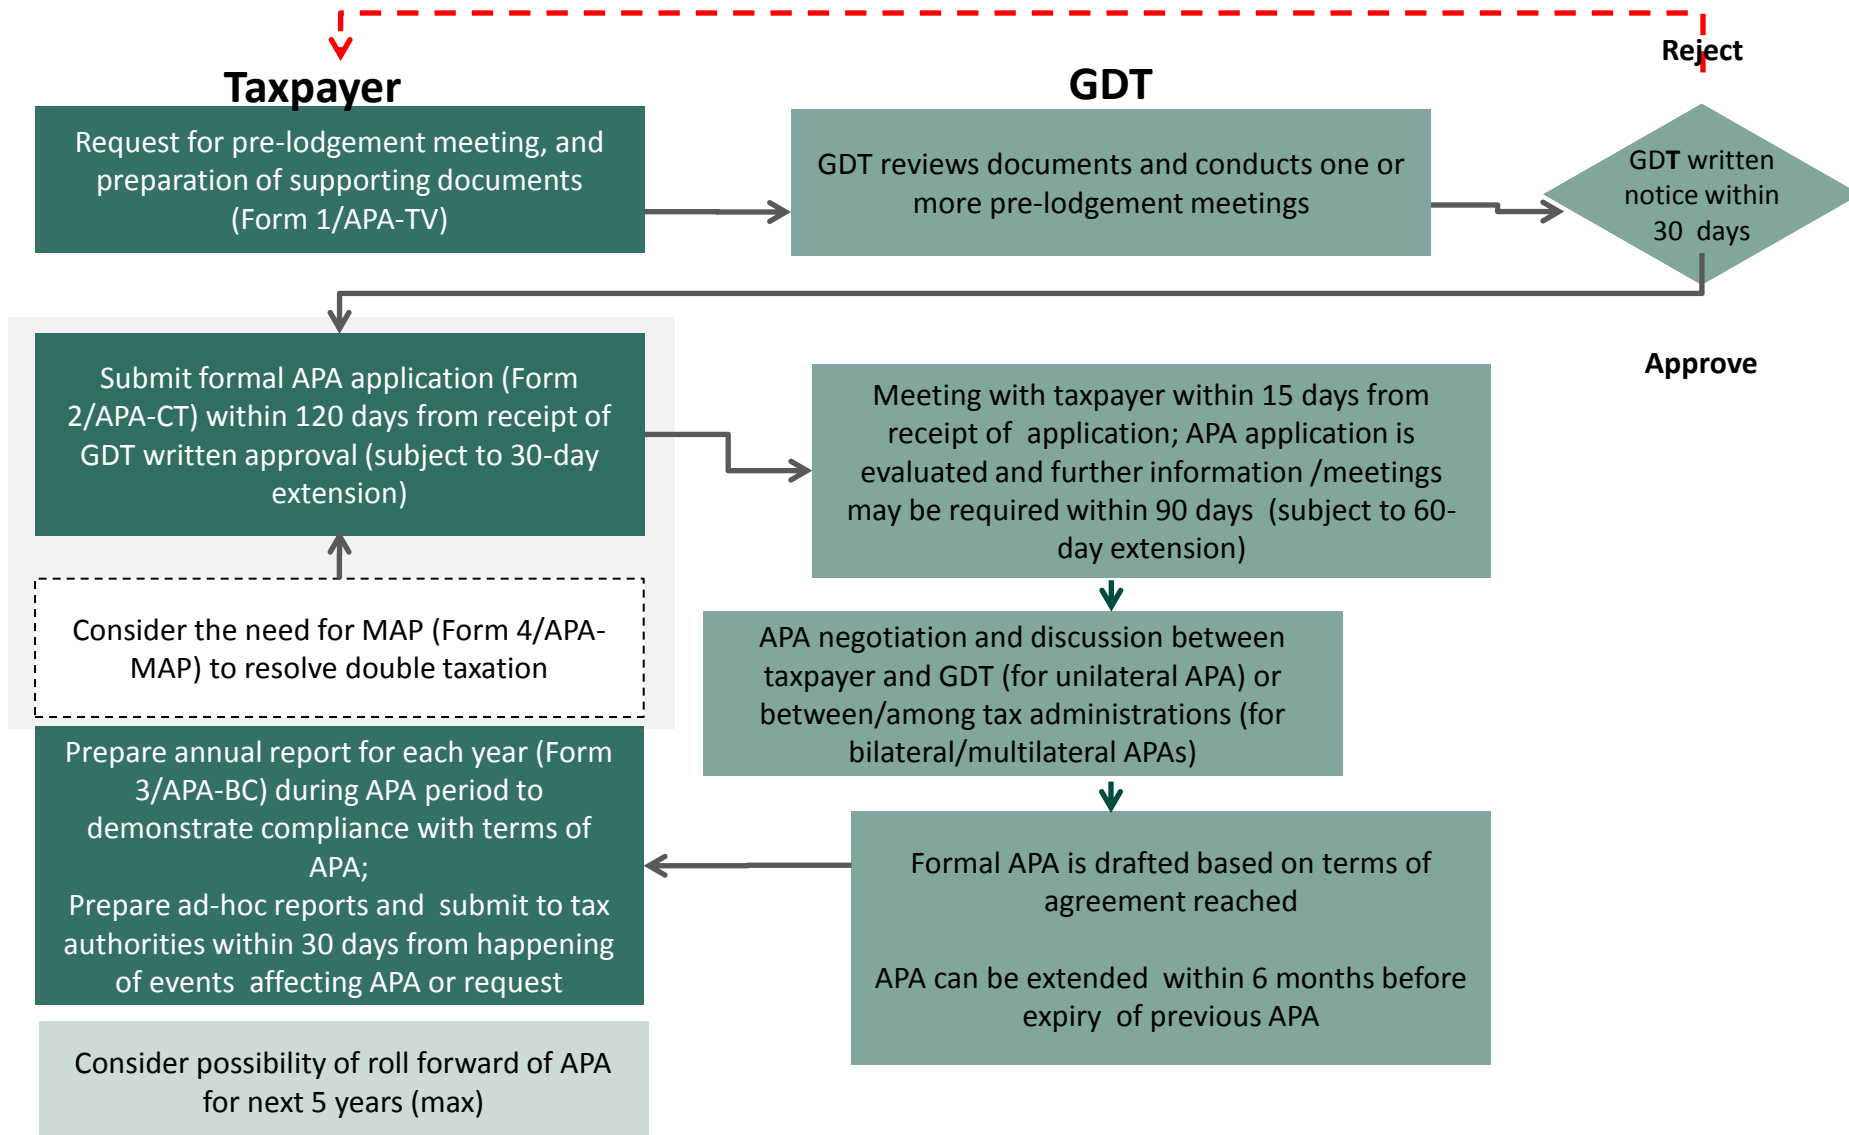 Reject
Taxpayer
GDT
Request for pre-lodgement meeting, and
preparation of supporting documents
(Form 1/APA-TV)
GDT reviews documents and conducts one or
more pre-lodgement meetings
GDT written
notice within
30 days
Approve
Submit formal APA application (Form
2/APA-CT) within 120 days from receipt of
GDT written approval (subject to 30-day
extension)
Meeting with taxpayer within 15 days from
receipt of application; APA application is
evaluated and further information /meetings
may be required within 90 days (subject to 60-
day extension)
Consider the need for MAP (Form 4/APA-
MAP) to resolve double taxation
APA negotiation and discussion between
taxpayer and GDT (for unilateral APA) or
between/among tax administrations (for
bilateral/multilateral APAs)
Prepare annual report for each year (Form
3/APA-BC) during APA period to
demonstrate compliance with terms of
APA;
Prepare ad-hoc reports and submit to tax
authorities within 30 days from happening
of events affecting APA or request
Formal APA is drafted based on terms of
agreement reached
APA can be extended within 6 months before
expiry of previous APA
Consider possibility of roll forward of APA
for next 5 years (max)